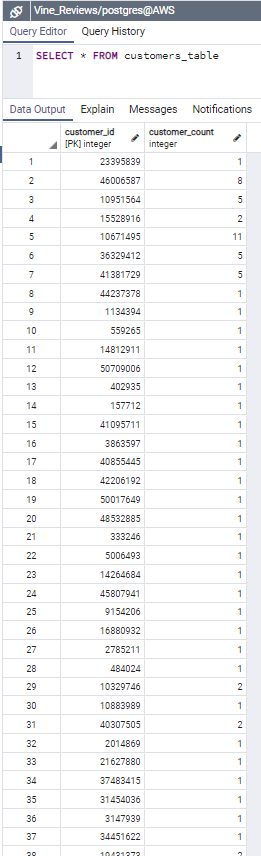 Vine_Reviews/postgres@AWS
Query Editor Query History
1 SELECT * FROM customers_table
Data Output Explain Messages Notifications
customer_id customer_count
[PK] integer integer
1 23395839 1
2 46006587 8
3 10951564 5
4 15528916 2
5 10671495 11
6 36329412 5
7 41381729 5
8 44237378 1
9 1134394 1
10 559265 1
11 14812911 1
12 50709006 1
13 402935 1
14 157712 1
15 41095711 1
16 3863597 1
17 40855445 1
18 42206192 1
19 50017649 1
20 48532885 1
21 333246 1
22 5006493 1
23 14264684 1
24 45807941 1
25 9154206 1
26 16880932 1
27 2785211 1
28 484024 1
29 10329746 2
30 10883989 1
31 40307505 2
32 2014869 1
33 21627880 1
34 37483415 1
35 31454036 1
36 3147939 1
37 34451622 1
38 19431373 2